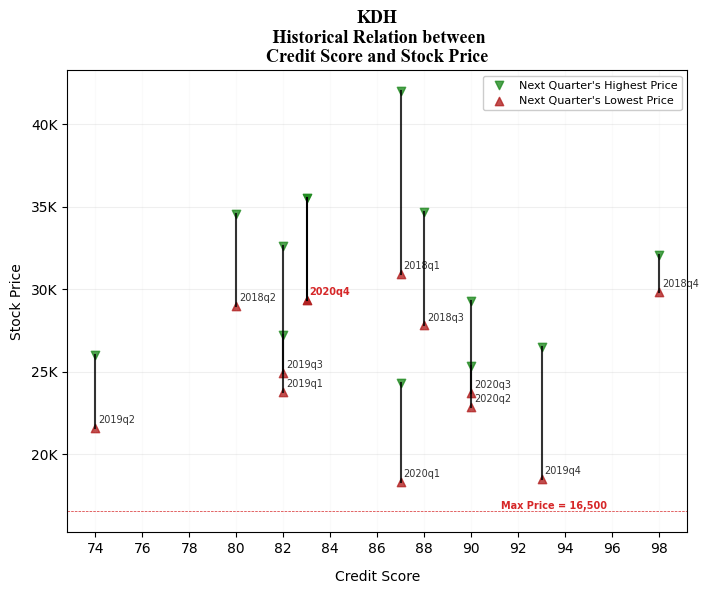 KDH
Historical Relation between
Credit Score and Stock Price
Next Quarter's Highest Price
Next Quarter's Lowest Price
40K
35K
30K
25K
20K
Stock Price
2018q1
2018q4
2020q4
2018q2
2018q3
2019q3
2019q1
2020q3
2020q2
2019q2
2020q1
2019q4
Max Price = 16,500
74 76 78 80 82 84 86 88 90 92 94 96 98
Credit Score